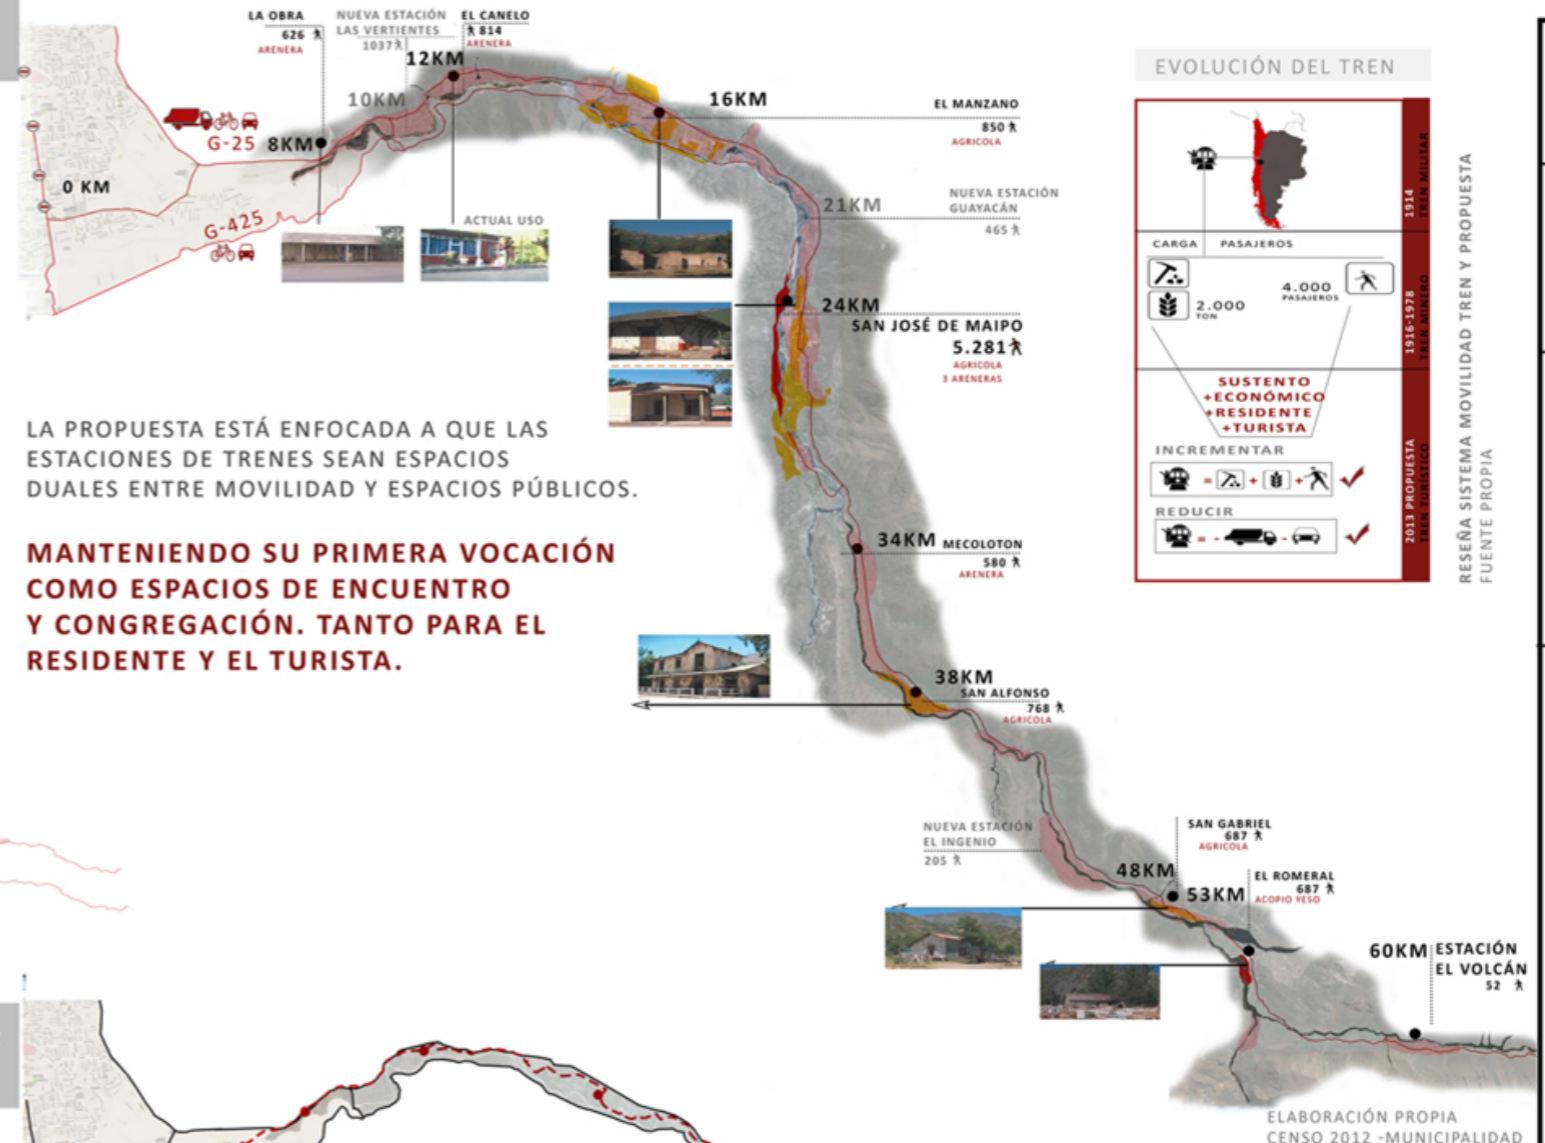 LA OBRA
626
ARENERA
NUEVA ESTACIÓN
LAS VERTIENTES
1037
EL CANELO
814
ARENERA
12KM
10KM
16KM
G-25
8KM
0 KM
G-425
ACTUAL USO
EL MANZANO
850
AGRICOLA
21KM
NUEVA ESTACIÓN
GUAYACÁN
465
24KM
SAN JOSÉ DE MAIPO
5.281
AGRICOLA
3 ARENERAS
LA PROPUESTA ESTÁ ENFOCADA A QUE LAS
ESTACIONES DE TRENES SEAN ESPACIOS
DUALES ENTRE MOVILIDAD Y ESPACIOS PÚBLICOS.
MANTENIENDO SU PRIMERA VOCACIÓN
COMO ESPACIOS DE ENCUENTRO
Y CONGREGACIÓN. TANTO PARA EL
RESIDENTE Y EL TURISTA.
34KM
MECOLOTON
580
ARENERA
38KM
SAN ALFONSO
768
AGRICOLA
NUEVA ESTACIÓN
EL INGENIO
205
SAN GABRIEL
687
AGRICOLA
48KM
53KM
EL ROMERAL
687
ACOPIO YESO
60KM
ESTACIÓN
EL VOLCÁN
52
ELABORACIÓN PROPIA
CENSO 2012 -MUNICIPALIDAD
EVOLUCIÓN DEL TREN
1914
TREN MILITAR
CARGA PASAJEROS
2.000
TON
4.000
PASAJEROS
1916-1978
TREN MINERO
SUSTENTO
+ECONÓMICO
+RESIDENTE
+TURISTA
INCREMENTAR
= + +
REDUCIR
= - -
2013 PROPUESTA
TREN TURÍSTICO
RESEÑA SISTEMA MOVILIDAD TREN Y PROPUESTA
FUENTE PROPIA